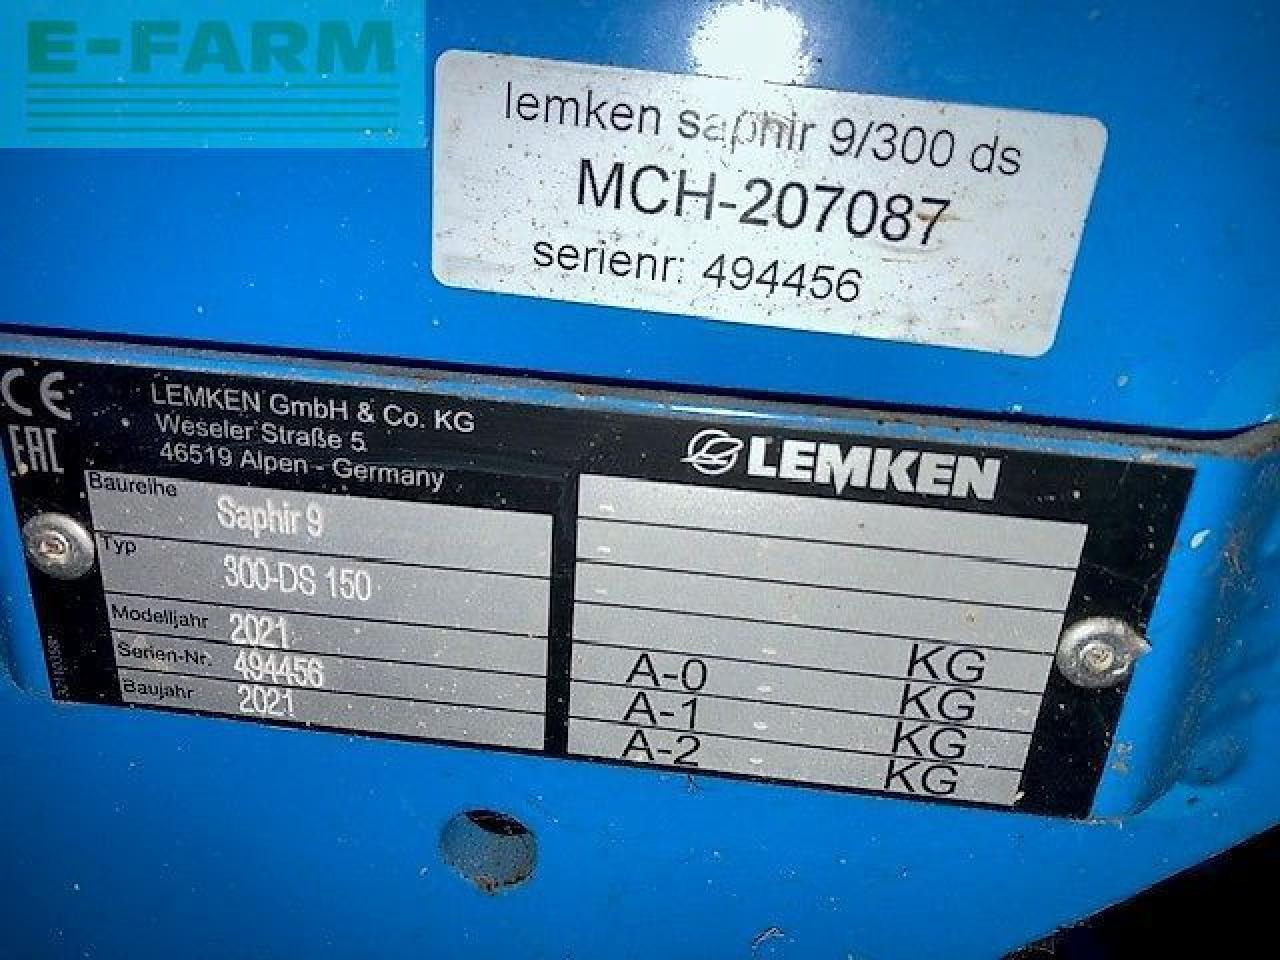 E-FARM
lemken saphir 9/300 ds
MCH-207087
serienr: 494456
CE
EAC
LEMKEN GmbH & Co. KG
Weseler Straße 5
46519 Alpen - Germany
LEMKEN
Baureihe Saphir 9
Typ 300-DS 150
Modelljahr 2021
Serien-Nr. 494456
Baujahr 2021
-
-
-
- KG
A-0 - KG
A-1 - KG
A-2 - KG